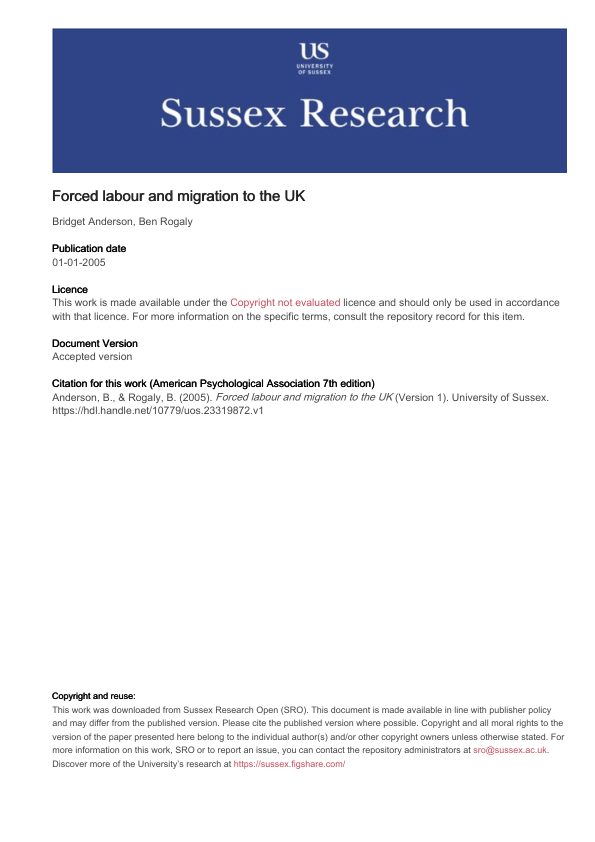 US
UNIVERSITY
OF SUSSEX
Sussex Research
Forced labour and migration to the UK
Bridget Anderson, Ben Rogaly
Publication date
01-01-2005
Licence
This work is made available under the Copyright not evaluated licence and should only be used in accordance
with that licence. For more information on the specific terms, consult the repository record for this item.
Document Version
Accepted version
Citation for this work (American Psychological Association 7th edition)
Anderson, B., & Rogaly, B. (2005). Forced labour and migration to the UK (Version 1). University of Sussex.
https://hdl.handle.net/10779/uos.23319872.v1
Copyright and reuse:
This work was downloaded from Sussex Research Open (SRO). This document is made available in line with publisher policy
and may differ from the published version. Please cite the published version where possible. Copyright and all moral rights to the
version of the paper presented here belong to the individual author(s) and/or other copyright owners unless otherwise stated. For
more information on this work, SRO or to report an issue, you can contact the repository administrators at sro@sussex.ac.uk.
Discover more of the University's research at https://sussex.figshare.com/